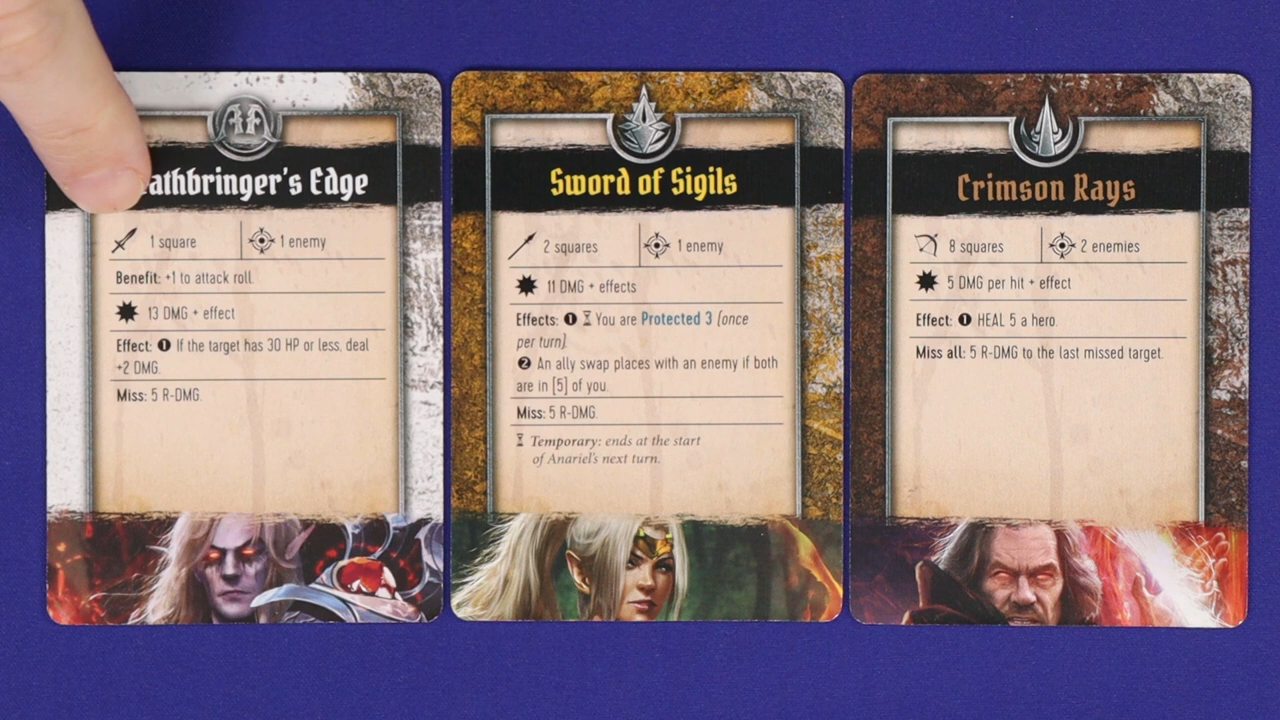 athbringer's Edge
1 square
1 enemy
Benefit: +1 to attack roll.
13 DMG + effect
Effect: 1 If the target has 30 HP or less, deal
+2 DMG.
Miss: 5 R-DMG.
Sword of Sigils
2 squares
1 enemy
11 DMG + effects
Effects: 1 You are Protected 3 (once
per turn).
2 An ally swap places with an enemy if both
are in [5] of you.
Miss: 5 R-DMG.
Temporary: ends at the start
of Anariel's next turn.
Crimson Rays
8 squares
2 enemies
5 DMG per hit + effect
Effect: 1 HEAL 5 a hero.
Miss all: 5 R-DMG to the last missed target.